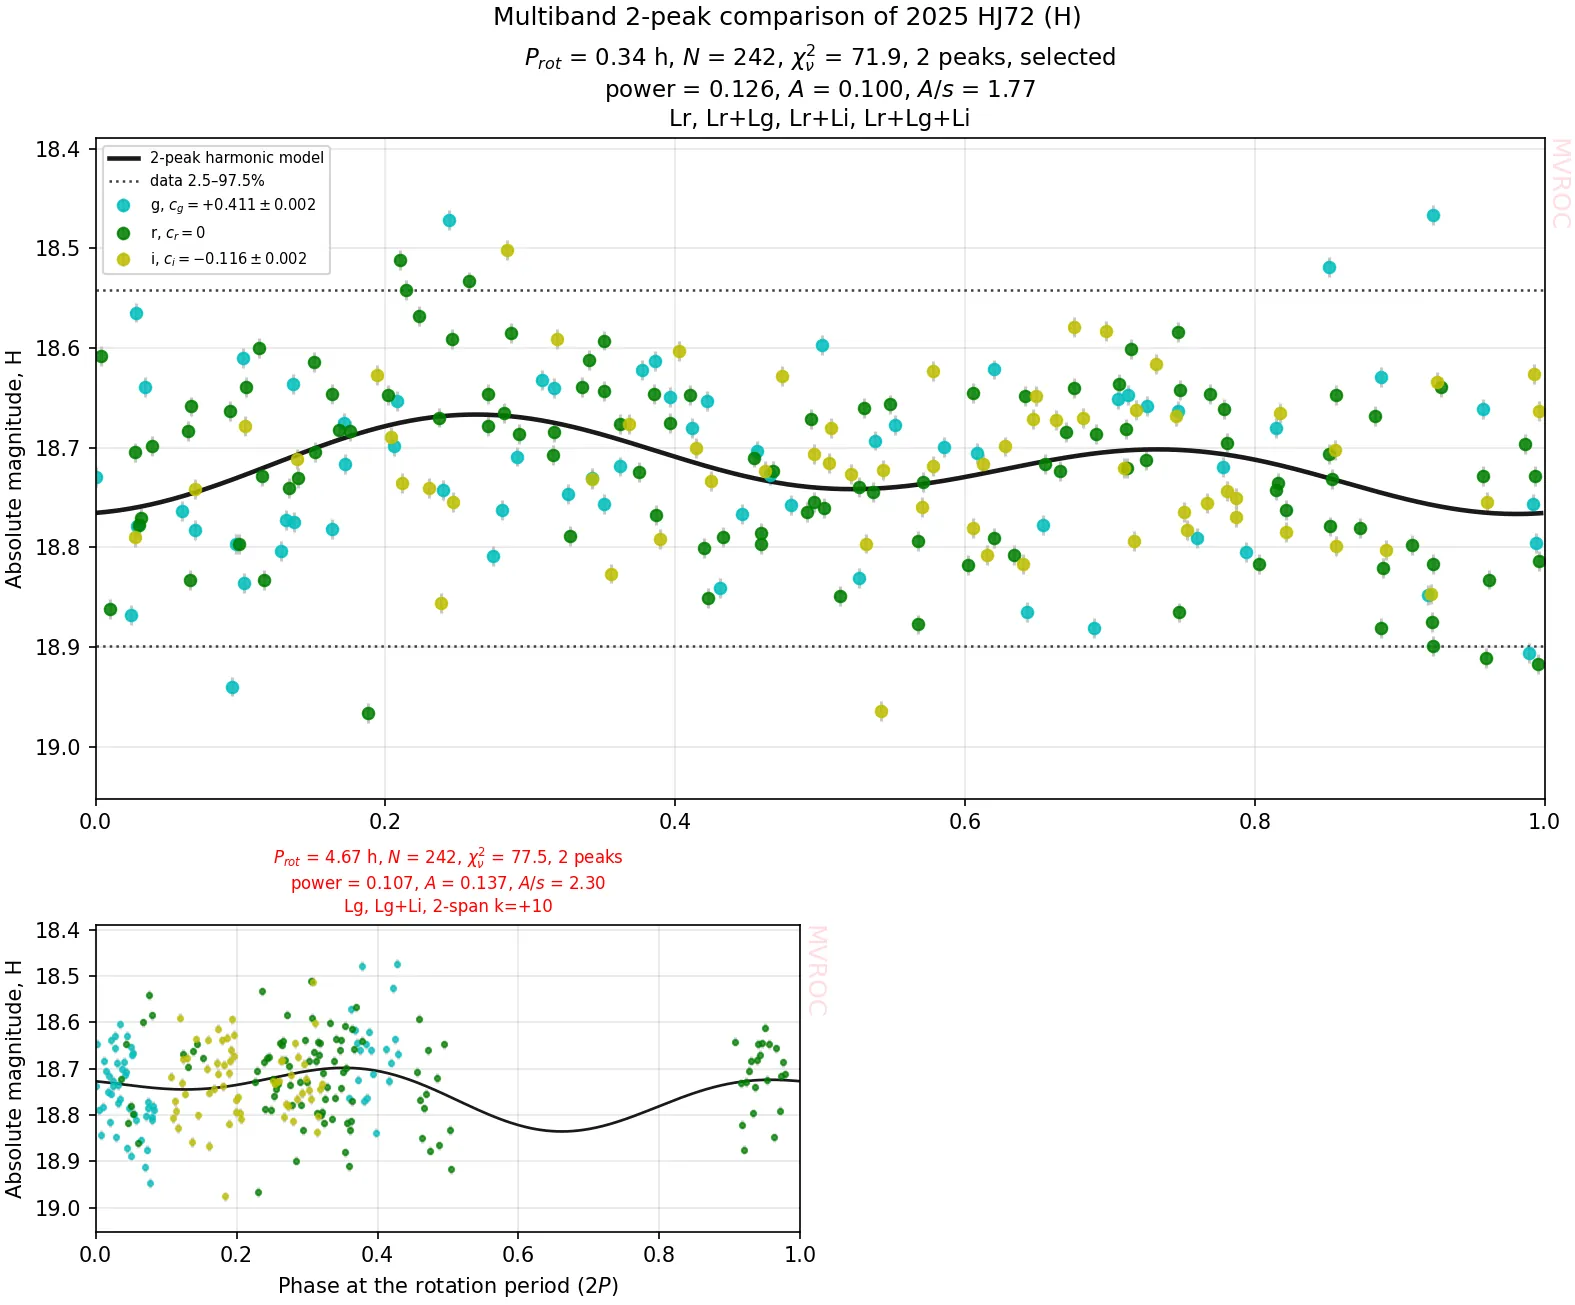 Multiband 2-peak comparison of 2025 HJ72 (H)
P_rot = 0.34 h, N = 242, χ²_ν = 71.9, 2 peaks, selected
power = 0.126, A = 0.100, A/s = 1.77
Lr, Lr+Lg, Lr+Li, Lr+Lg+Li
18.4
18.5
18.6
18.7
18.8
18.9
19.0
Absolute magnitude, H
2-peak harmonic model
data 2.5–97.5%
g, c_g = +0.411 ± 0.002
r, c_r = 0
i, c_i = −0.116 ± 0.002
MVROC
0.0 0.2 0.4 0.6 0.8 1.0
P_rot = 4.67 h, N = 242, χ²_ν = 77.5, 2 peaks
power = 0.107, A = 0.137, A/s = 2.30
Lg, Lg+Li, 2-span k=+10
18.4
18.5
18.6
18.7
18.8
18.9
19.0
Absolute magnitude, H
MVROC
0.0 0.2 0.4 0.6 0.8 1.0
Phase at the rotation period (2P)